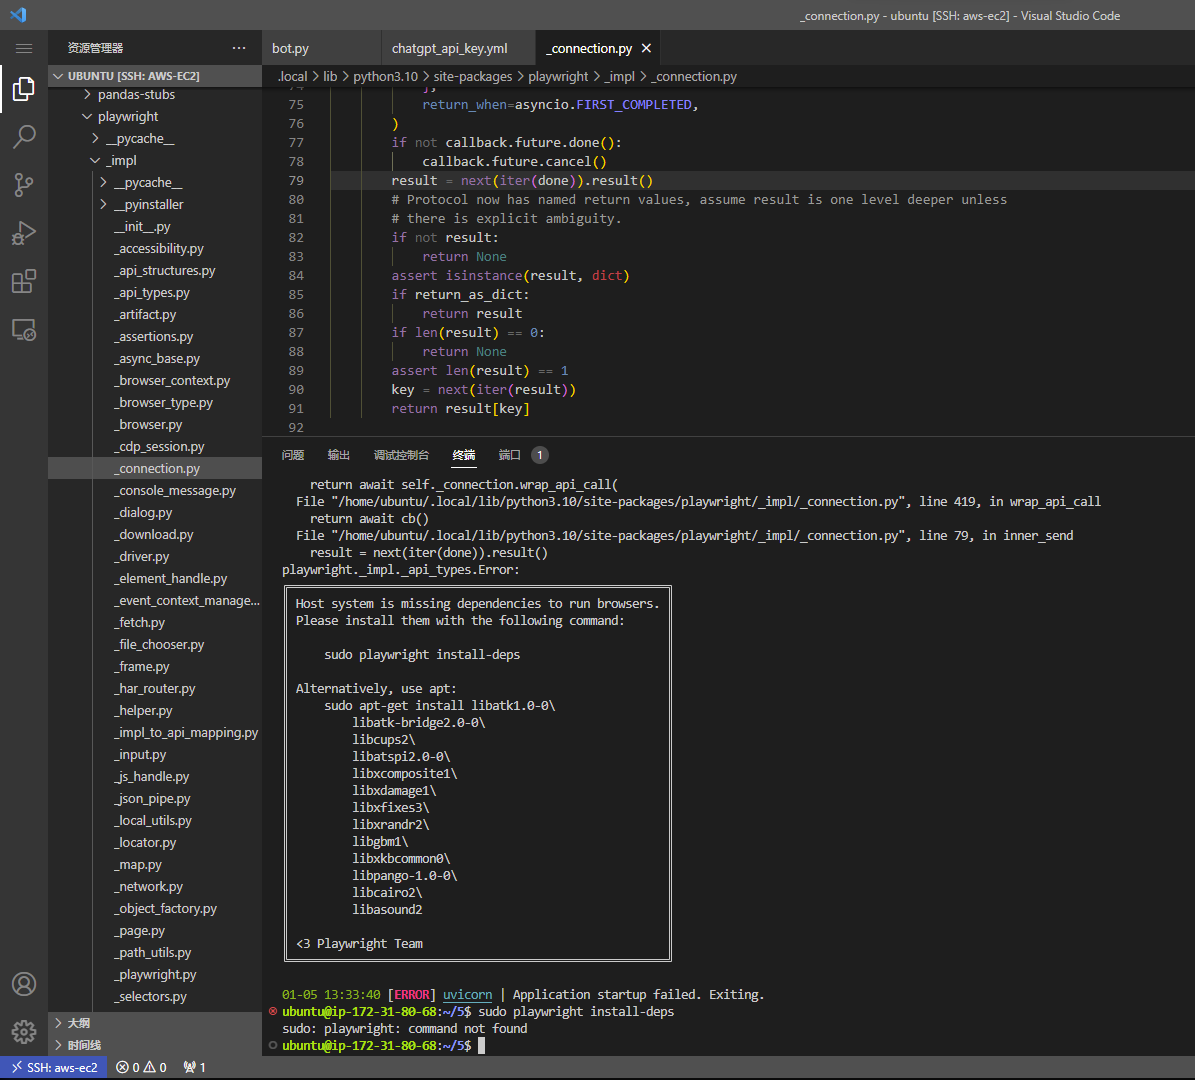 _connection.py - ubuntu [SSH: aws-ec2] - Visual Studio Code
资源管理器
bot.py
chatgpt_api_key.yml
_connection.py
UBUNTU [SSH: AWS-EC2]
pandas-stubs
playwright
__pycache__
_impl
__pycache__
__pyinstaller
__init__.py
_accessibility.py
_api_structures.py
_api_types.py
_artifact.py
_assertions.py
_async_base.py
_browser_context.py
_browser_type.py
_browser.py
_cdp_session.py
_connection.py
_console_message.py
_dialog.py
_download.py
_driver.py
_element_handle.py
_event_context_manage...
_fetch.py
_file_chooser.py
_frame.py
_har_router.py
_helper.py
_impl_to_api_mapping.py
_input.py
_js_handle.py
_json_pipe.py
_local_utils.py
_locator.py
_map.py
_network.py
_object_factory.py
_page.py
_path_utils.py
_playwright.py
_selectors.py
大纲
时间线
.local > lib > python3.10 > site-packages > playwright > _impl > _connection.py
74 },
75 return_when=asyncio.FIRST_COMPLETED,
76 )
77 if not callback.future.done():
78 callback.future.cancel()
79 result = next(iter(done)).result()
80 # Protocol now has named return values, assume result is one level deeper unless
81 # there is explicit ambiguity.
82 if not result:
83 return None
84 assert isinstance(result, dict)
85 if return_as_dict:
86 return result
87 if len(result) == 0:
88 return None
89 assert len(result) == 1
90 key = next(iter(result))
91 return result[key]
92
问题 输出 调试控制台 终端 端口 1
return await self._connection.wrap_api_call(
File "/home/ubuntu/.local/lib/python3.10/site-packages/playwright/_impl/_connection.py", line 419, in wrap_api_call
return await cb()
File "/home/ubuntu/.local/lib/python3.10/site-packages/playwright/_impl/_connection.py", line 79, in inner_send
result = next(iter(done)).result()
playwright._impl._api_types.Error:
Host system is missing dependencies to run browsers.
Please install them with the following command:
sudo playwright install-deps
Alternatively, use apt:
sudo apt-get install libatk1.0-0\
libatk-bridge2.0-0\
libcups2\
libatspi2.0-0\
libxcomposite1\
libxdamage1\
libxfixes3\
libxrandr2\
libgbm1\
libxkbcommon0\
libpango-1.0-0\
libcairo2\
libasound2
<3 Playwright Team
01-05 13:33:40 [ERROR] uvicorn | Application startup failed. Exiting.
ubuntu@ip-172-31-80-68:~/5$ sudo playwright install-deps
sudo: playwright: command not found
ubuntu@ip-172-31-80-68:~/5$
SSH: aws-ec2 0 0 1